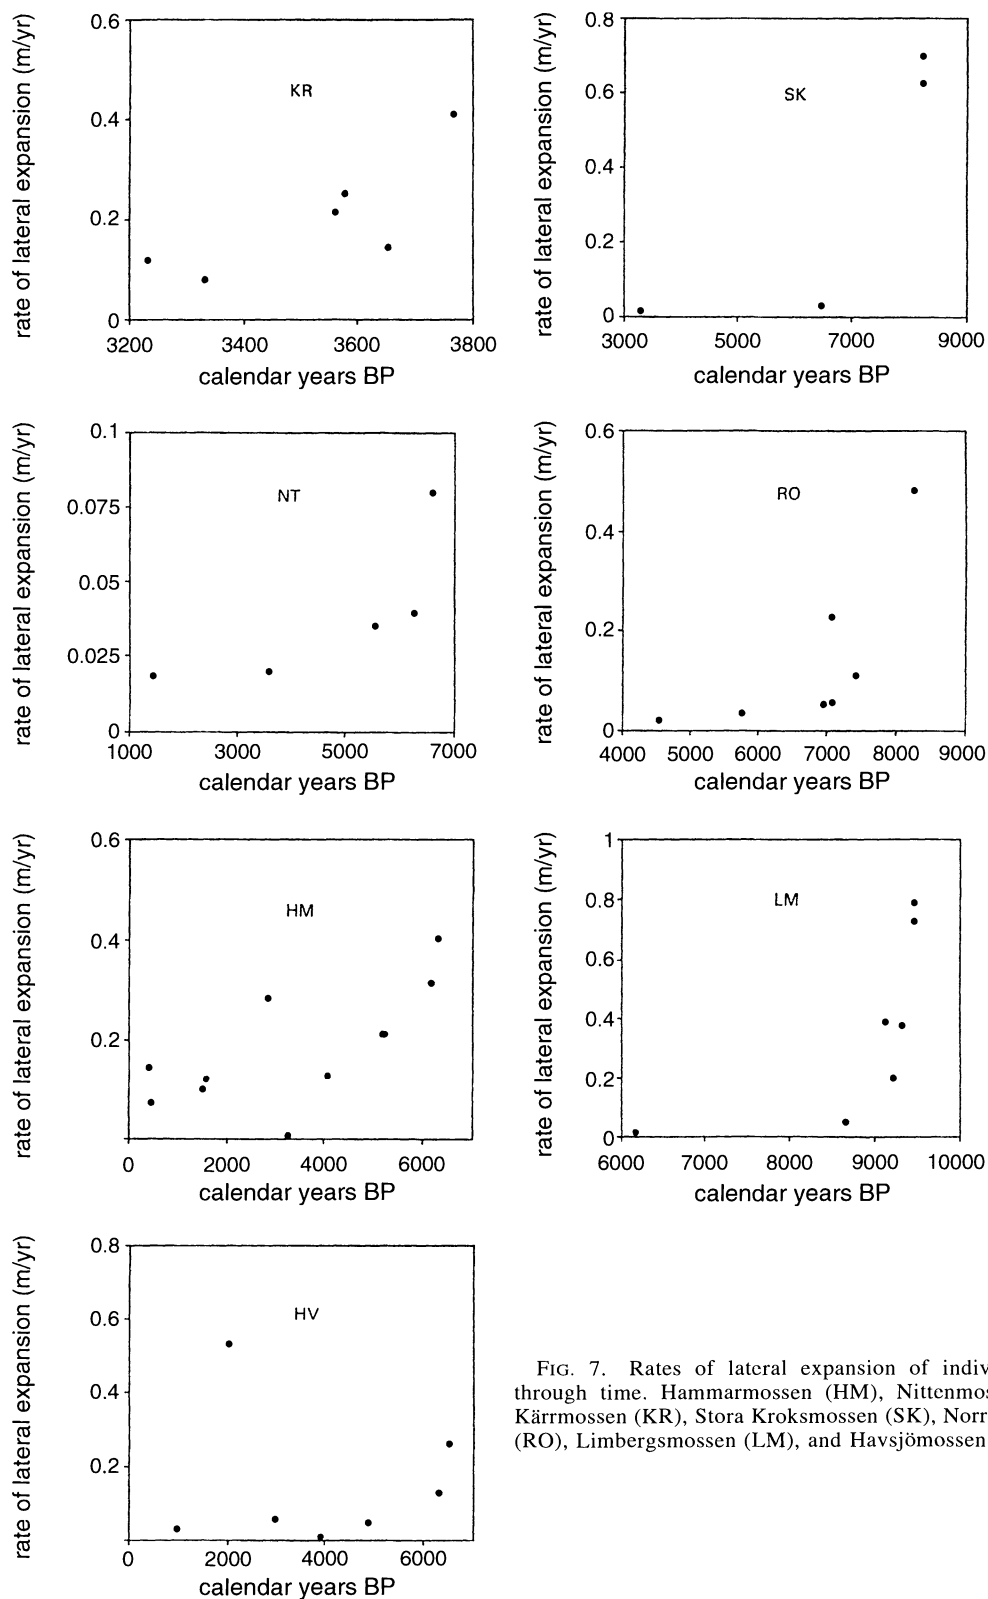 rate of lateral expansion (m/yr)
0.6
0.4
0.2
0
KR
3200 3400 3600 3800
calendar years BP
rate of lateral expansion (m/yr)
0.8
0.6
0.4
0.2
0
SK
3000 5000 7000 9000
calendar years BP
rate of lateral expansion (m/yr)
0.1
0.075
0.05
0.025
0
NT
1000 3000 5000 7000
calendar years BP
rate of lateral expansion (m/yr)
0.6
0.4
0.2
0
RO
4000 5000 6000 7000 8000 9000
calendar years BP
rate of lateral expansion (m/yr)
0.6
0.4
0.2
HM
0 2000 4000 6000
calendar years BP
rate of lateral expansion (m/yr)
1
0.8
0.6
0.4
0.2
0
LM
6000 7000 8000 9000 10000
calendar years BP
rate of lateral expansion (m/yr)
0.8
0.6
0.4
0.2
HV
0 2000 4000 6000
calendar years BP
FIG. 7. Rates of lateral expansion of indiv
through time. Hammarmossen (HM), Nittenmos
Kärrmossen (KR), Stora Kroksmossen (SK), Norr
(RO), Limbergsmossen (LM), and Havsjömossen